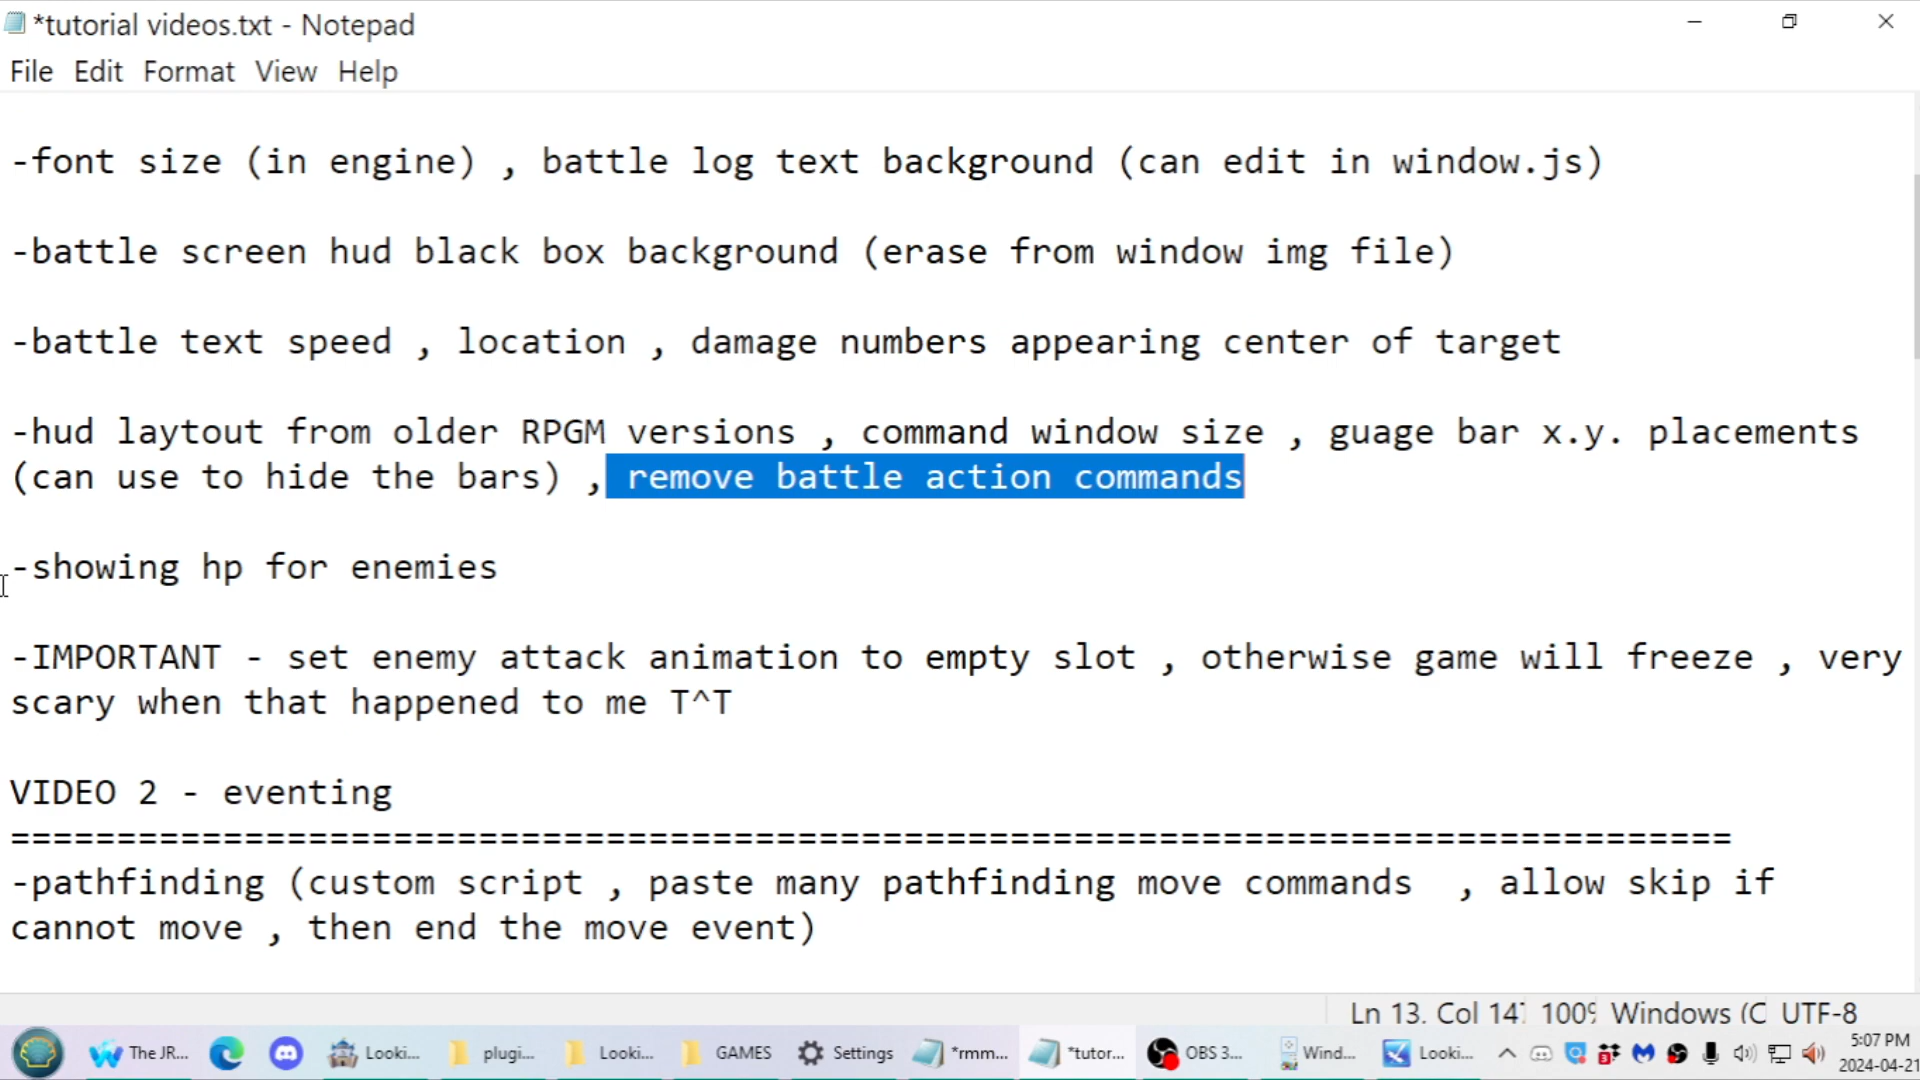 *tutorial videos.txt - Notepad
File Edit Format View Help
-font size (in engine) , battle log text background (can edit in window.js)
-battle screen hud black box background (erase from window img file)
-battle text speed , location , damage numbers appearing center of target
-hud laytout from older RPGM versions , command window size , guage bar x.y. placements
(can use to hide the bars) , remove battle action commands
-showing hp for enemies
-IMPORTANT - set enemy attack animation to empty slot , otherwise game will freeze , very
scary when that happened to me T^T
VIDEO 2 - eventing
=================================================================================
-pathfinding (custom script , paste many pathfinding move commands  , allow skip if
cannot move , then end the move event)
Ln 13, Col 147 100% Windows (C UTF-8
The JR... Looki... plugi... Looki... GAMES Settings *rmm... *tutor... OBS 3... Wind... Looki... 5:07 PM
2024-04-21